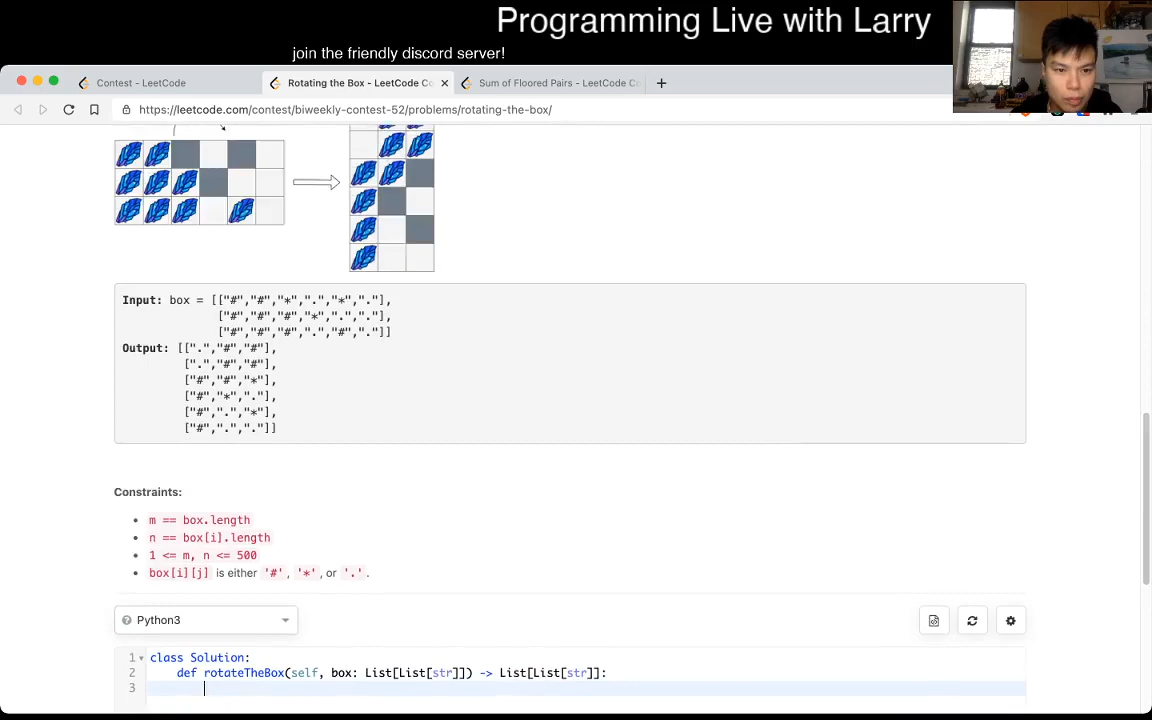 Programming Live with Larry
join the friendly discord server!
Contest - LeetCode
Rotating the Box - LeetCode Co
Sum of Floored Pairs - LeetCode Co
https://leetcode.com/contest/biweekly-contest-52/problems/rotating-the-box/
Input: box = [["#","#","*",".","*","."],
["#","#","#","*",".","."],
["#","#","#",".","#","."]]
Output: [[".","#","#"],
[".","#","#"],
["#","#","*"],
["#","*","."],
["#",".","*"],
["#",".","."]]
Constraints:
m == box.length
n == box[i].length
1 <= m, n <= 500
box[i][j] is either '#', '*', or '.'.
Python3
1 class Solution:
2 def rotateTheBox(self, box: List[List[str]]) -> List[List[str]]:
3